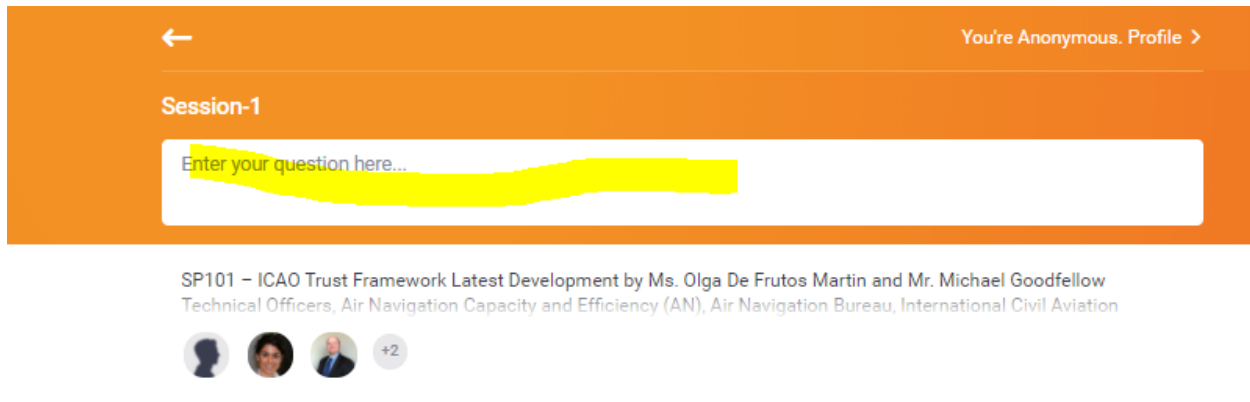 You're Anonymous. Profile >
Session-1
Enter your question here...
SP101 – ICAO Trust Framework Latest Development by Ms. Olga De Frutos Martin and Mr. Michael Goodfellow
Technical Officers, Air Navigation Capacity and Efficiency (AN), Air Navigation Bureau, International Civil Aviation
+2